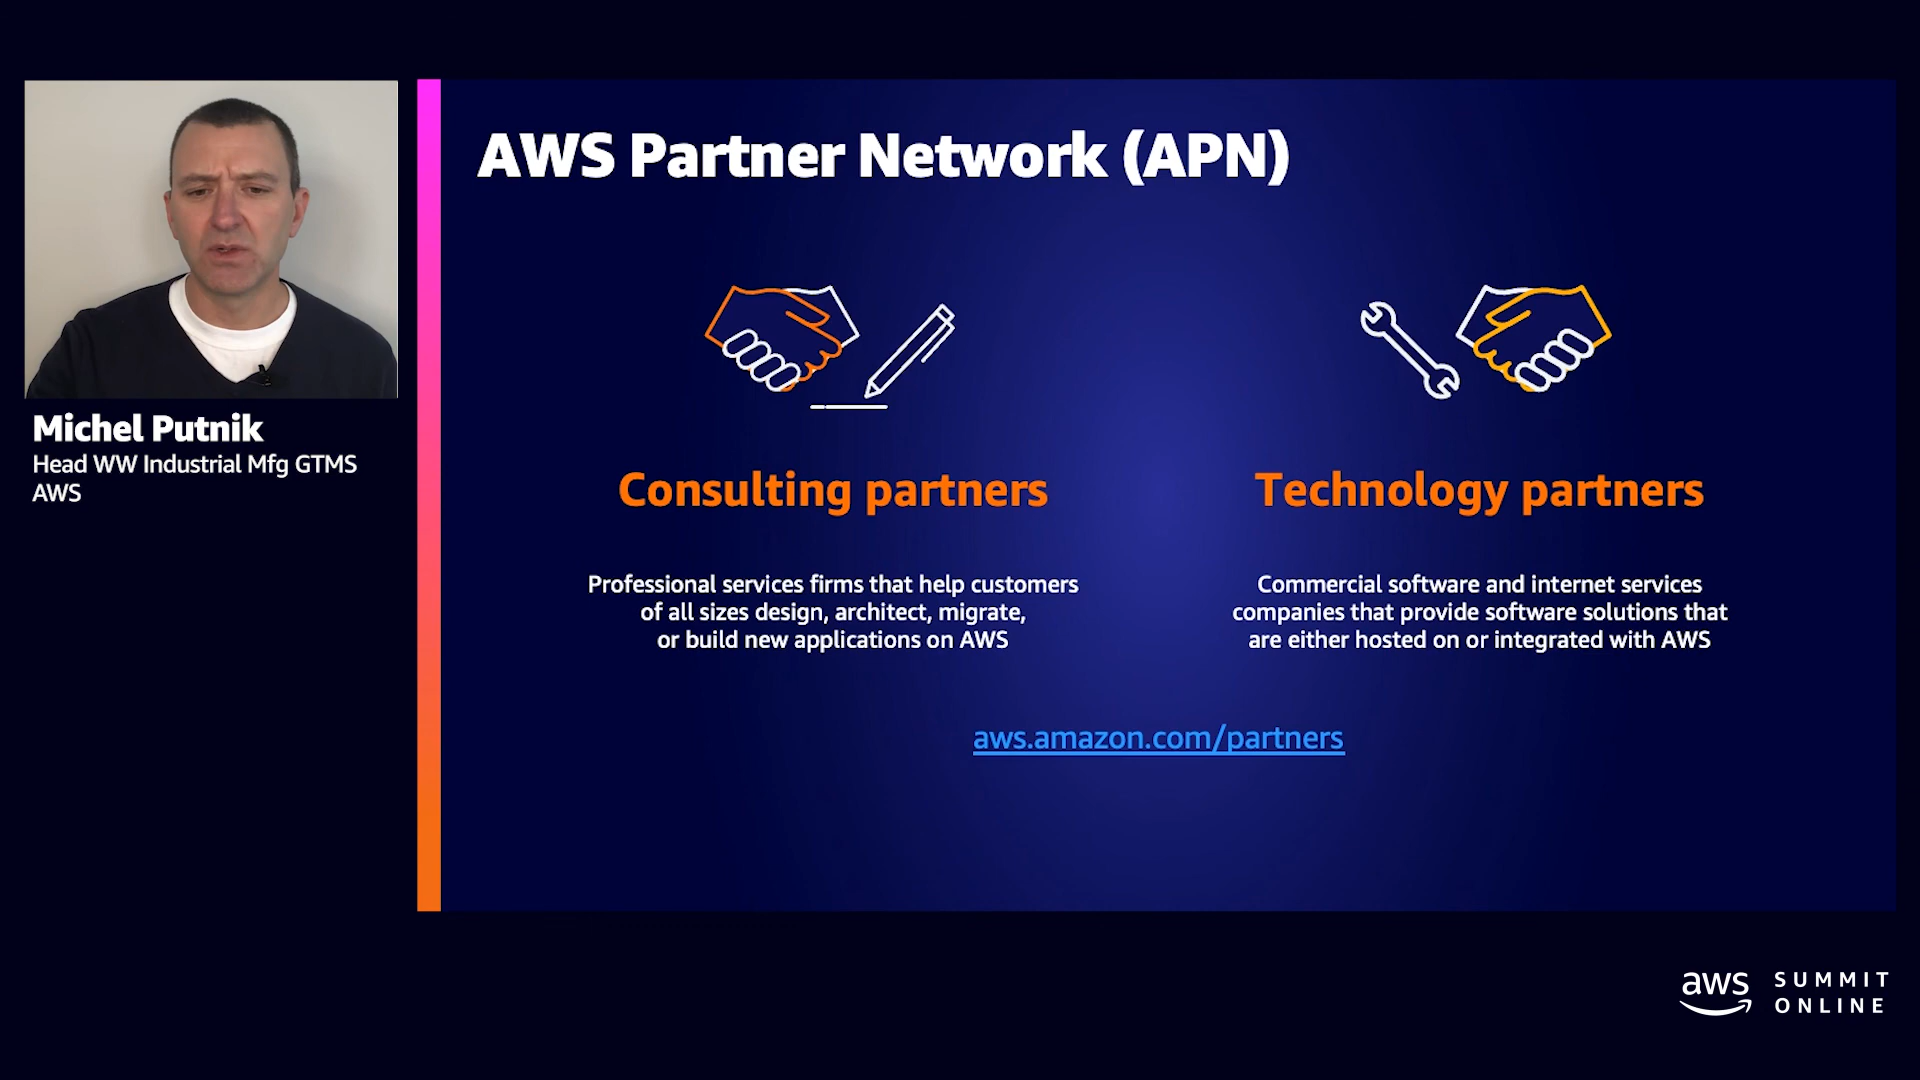 AWS Partner Network (APN)
Michel Putnik
Head WW Industrial Mfg GTMS
AWS
Consulting partners
Professional services firms that help customers
of all sizes design, architect, migrate,
or build new applications on AWS
Technology partners
Commercial software and internet services
companies that provide software solutions that
are either hosted on or integrated with AWS
aws.amazon.com/partners
aws
SUMMIT
ONLINE